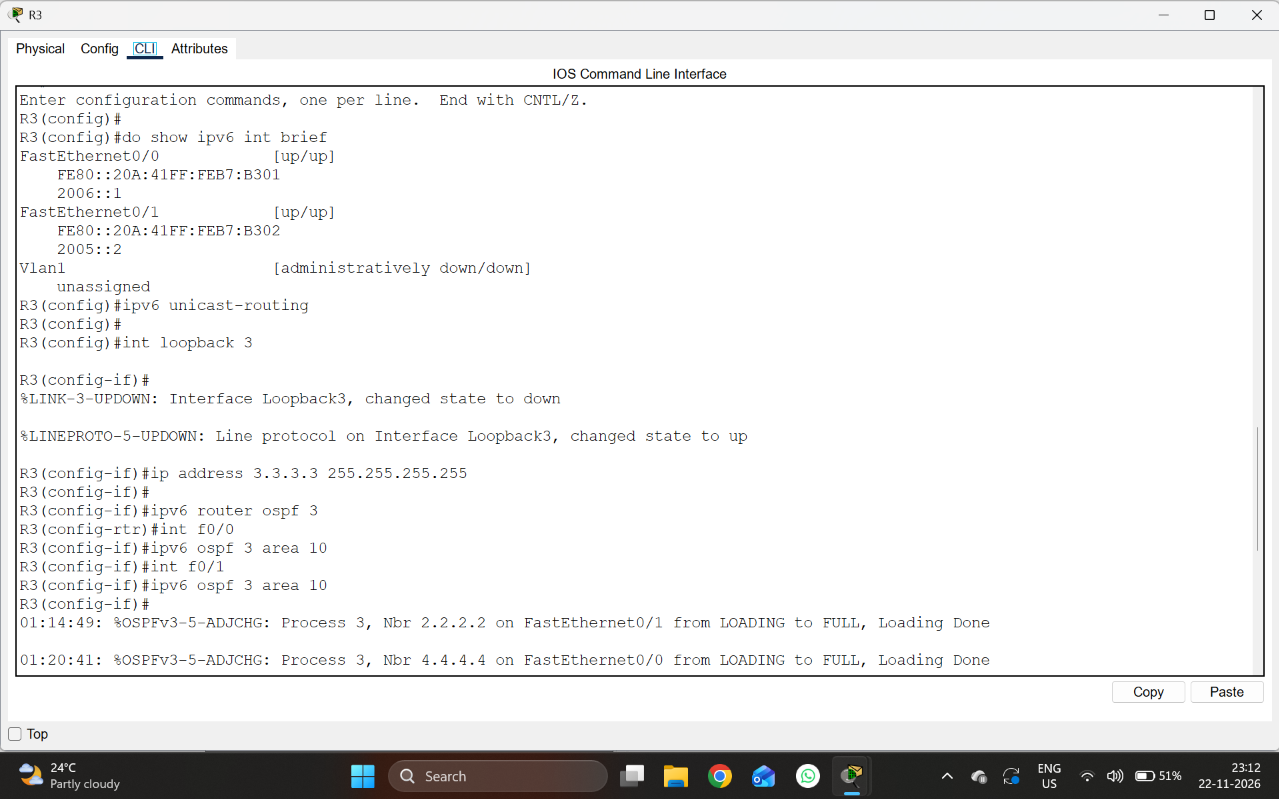 R3
Physical Config CLI Attributes
IOS Command Line Interface
Enter configuration commands, one per line.  End with CNTL/Z.
R3(config)#
R3(config)#do show ipv6 int brief
FastEthernet0/0            [up/up]
    FE80::20A:41FF:FEB7:B301
    2006::1
FastEthernet0/1            [up/up]
    FE80::20A:41FF:FEB7:B302
    2005::2
Vlan1                      [administratively down/down]
    unassigned
R3(config)#ipv6 unicast-routing
R3(config)#
R3(config)#int loopback 3
R3(config-if)#
%LINK-3-UPDOWN: Interface Loopback3, changed state to down
%LINEPROTO-5-UPDOWN: Line protocol on Interface Loopback3, changed state to up
R3(config-if)#ip address 3.3.3.3 255.255.255.255
R3(config-if)#
R3(config-if)#ipv6 router ospf 3
R3(config-rtr)#int f0/0
R3(config-if)#ipv6 ospf 3 area 10
R3(config-if)#int f0/1
R3(config-if)#ipv6 ospf 3 area 10
R3(config-if)#
01:14:49: %OSPFv3-5-ADJCHG: Process 3, Nbr 2.2.2.2 on FastEthernet0/1 from LOADING to FULL, Loading Done
01:20:41: %OSPFv3-5-ADJCHG: Process 3, Nbr 4.4.4.4 on FastEthernet0/0 from LOADING to FULL, Loading Done
Copy Paste
Top
24°C
Partly cloudy
Search
ENG
US
51%
23:12
22-11-2026